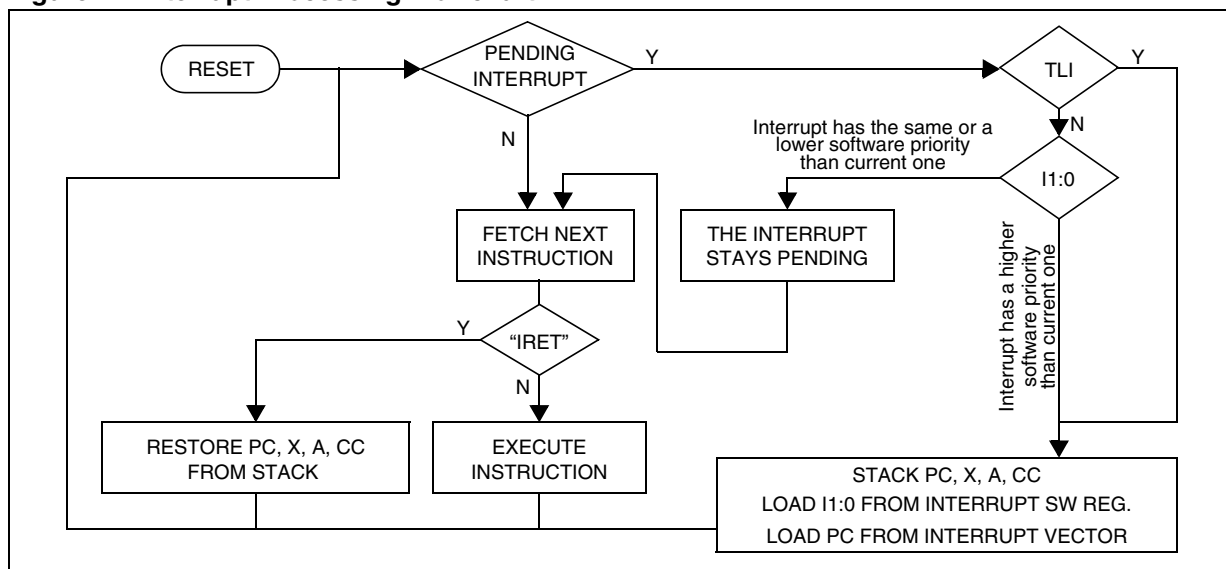 RESET
PENDING
INTERRUPT
Y
TLI
Y
N
N
Interrupt has the same or a
lower software priority
than current one
I1:0
FETCH NEXT
INSTRUCTION
THE INTERRUPT
STAYS PENDING
Interrupt has a higher
software priority
than current one
Y
“IRET”
N
RESTORE PC, X, A, CC
FROM STACK
EXECUTE
INSTRUCTION
STACK PC, X, A, CC
LOAD I1:0 FROM INTERRUPT SW REG.
LOAD PC FROM INTERRUPT VECTOR